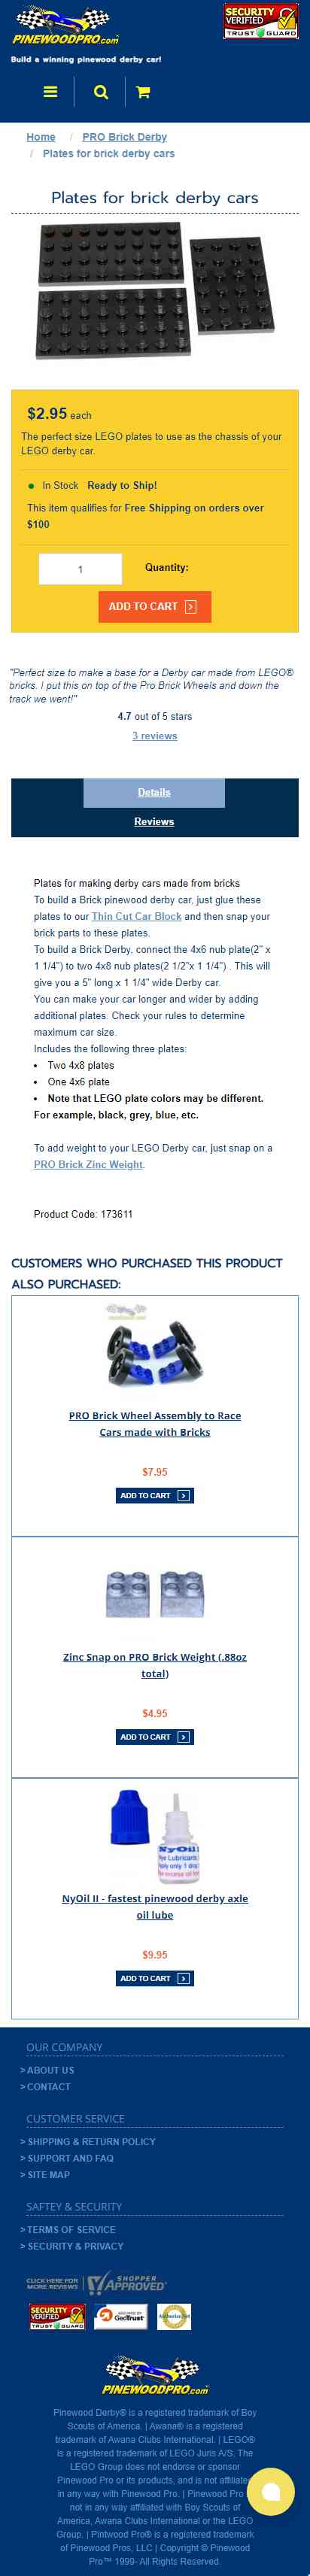 PINEWOODPRO.com
SECURITY
VERIFIED
TRUST GUARD
Build a winning pinewood derby car!
Home / PRO Brick Derby
/ Plates for brick derby cars
Plates for brick derby cars
$2.95 each
The perfect size LEGO plates to use as the chassis of your
LEGO derby car.
In Stock Ready to Ship!
This item qualifies for Free Shipping on orders over
$100
1 Quantity:
ADD TO CART
"Perfect size to make a base for a Derby car made from LEGO®
bricks. I put this on top of the Pro Brick Wheels and down the
track we went!"
4.7 out of 5 stars
3 reviews
Details
Reviews
Plates for making derby cars made from bricks
To build a Brick pinewood derby car, just glue these
plates to our Thin Cut Car Block and then snap your
brick parts to these plates.
To build a Brick Derby, connect the 4x6 nub plate(2" x
1 1/4") to two 4x8 nub plates(2 1/2"x 1 1/4") . This will
give you a 5" long x 1 1/4" wide Derby car.
You can make your car longer and wider by adding
additional plates. Check your rules to determine
maximum car size.
Includes the following three plates:
• Two 4x8 plates
• One 4x6 plate
• Note that LEGO plate colors may be different.
For example, black, grey, blue, etc.
To add weight to your LEGO Derby car, just snap on a
PRO Brick Zinc Weight.
Product Code: 173611
CUSTOMERS WHO PURCHASED THIS PRODUCT
ALSO PURCHASED:
PRO Brick Wheel Assembly to Race
Cars made with Bricks
$7.95
ADD TO CART
Zinc Snap on PRO Brick Weight (.88oz
total)
$4.95
ADD TO CART
NyOil
NyOil II - fastest pinewood derby axle
oil lube
$9.95
ADD TO CART
OUR COMPANY
> ABOUT US
> CONTACT
CUSTOMER SERVICE
> SHIPPING & RETURN POLICY
> SUPPORT AND FAQ
> SITE MAP
SAFTEY & SECURITY
> TERMS OF SERVICE
> SECURITY & PRIVACY
CLICK HERE FOR
MORE REVIEWS
SHOPPER
APPROVED
SECURITY
VERIFIED
TRUST GUARD
GeoTrust
Authorize.Net
PINEWOODPRO.com
Pinewood Derby® is a registered trademark of Boy
Scouts of America. | Awana® is a registered
trademark of Awana Clubs International. | LEGO®
is a registered trademark of LEGO Juris A/S. The
LEGO Group does not endorse or sponsor
Pinewood Pro or its products, and is not affiliated
in any way with Pinewood Pro. | Pinewood Pro
not in any way affiliated with Boy Scouts of
America, Awana Clubs International or the LEGO
Group. | Pintwood Pro® is a registered trademark
of Pinewood Pros, LLC | Copyright © Pinewood
Pro™ 1999- All Rights Reserved.